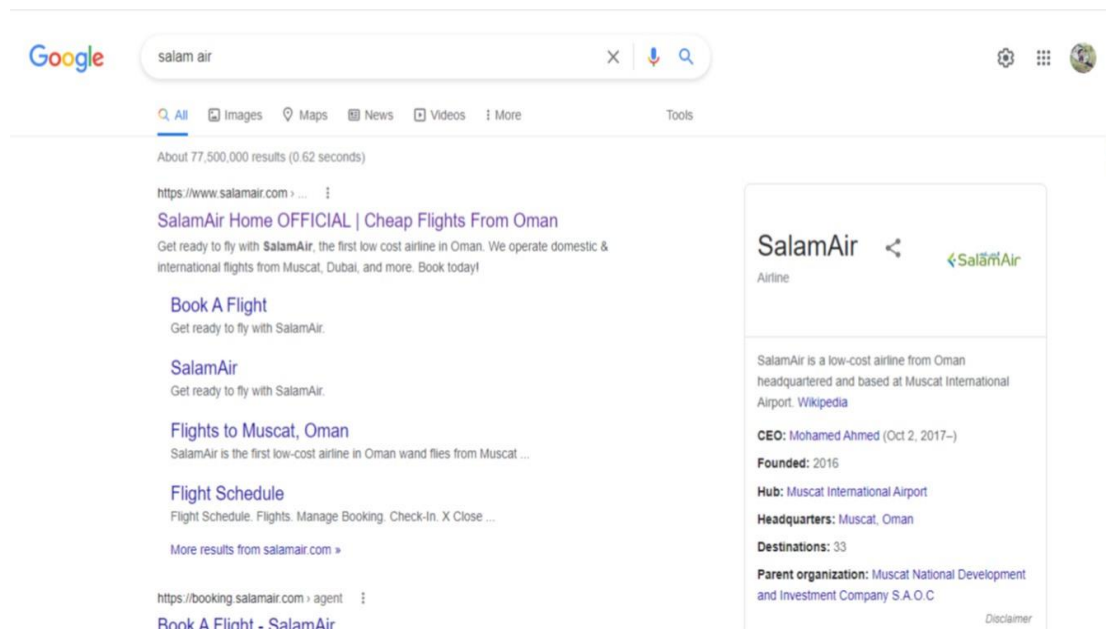 Google
salam air
All Images Maps News Videos More Tools
About 77,500,000 results (0.62 seconds)
https://www.salamair.com › ...
SalamAir Home OFFICIAL | Cheap Flights From Oman
Get ready to fly with SalamAir, the first low cost airline in Oman. We operate domestic &
international flights from Muscat, Dubai, and more. Book today!
Book A Flight
Get ready to fly with SalamAir.
SalamAir
Get ready to fly with SalamAir.
Flights to Muscat, Oman
SalamAir is the first low-cost airline in Oman wand flies from Muscat ...
Flight Schedule
Flight Schedule. Flights. Manage Booking. Check-In. X Close ...
More results from salamair.com »
https://booking.salamair.com › agent
Book A Flight - SalamAir
SalamAir
Airline
SalamAir
SalamAir is a low-cost airline from Oman
headquartered and based at Muscat International
Airport. Wikipedia
CEO: Mohamed Ahmed (Oct 2, 2017–)
Founded: 2016
Hub: Muscat International Airport
Headquarters: Muscat, Oman
Destinations: 33
Parent organization: Muscat National Development
and Investment Company S.A.O.C
Disclaimer